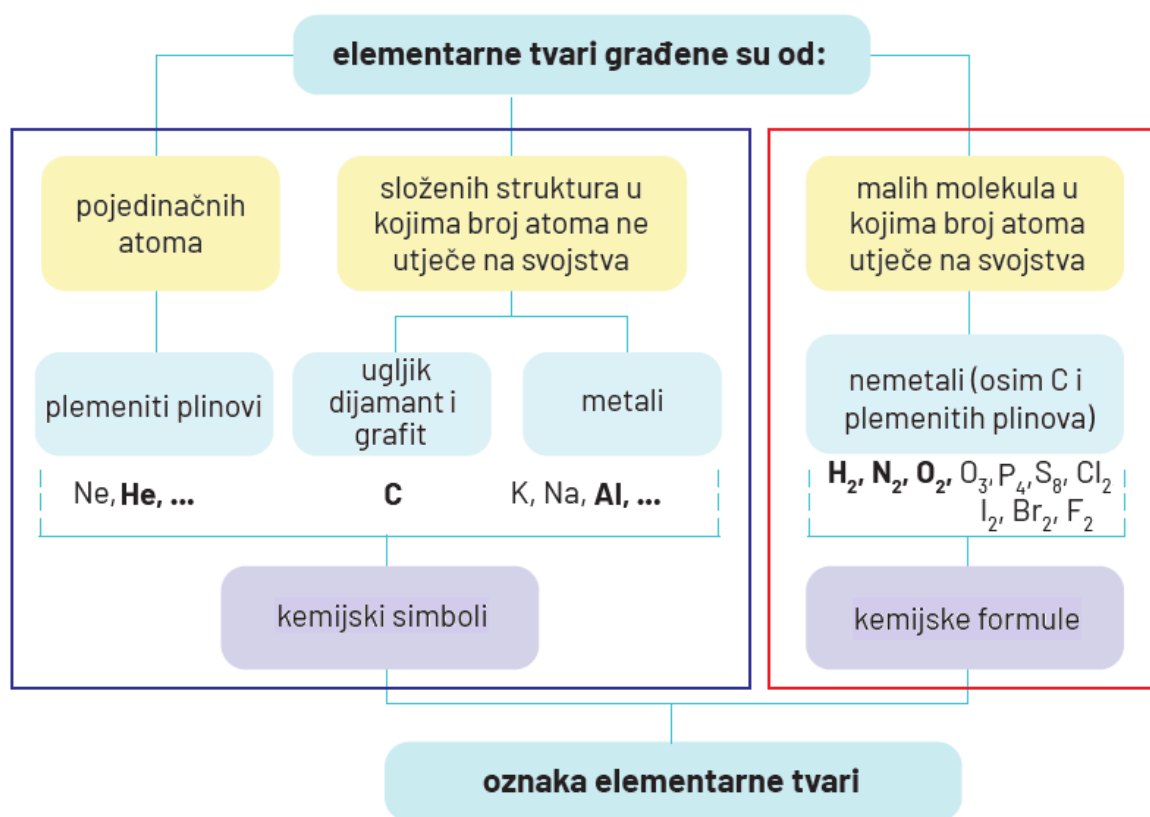 elementarne tvari građene su od:
pojedinačnih
atoma
složenih struktura u
kojima broj atoma ne
utječe na svojstva
malih molekula u
kojima broj atoma
utječe na svojstva
plemeniti plinovi
ugljik
dijamant i
grafit
metali
nemetali (osim C i
plemenitih plinova)
Ne, He, ...
C
K, Na, Al, ...
H₂, N₂, O₂, O₃, P₄, S₈, Cl₂
I₂, Br₂, F₂
kemijski simboli
kemijske formule
oznaka elementarne tvari